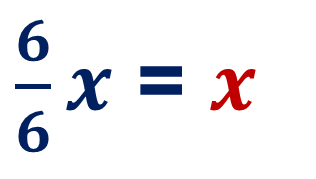 6/6 x = x